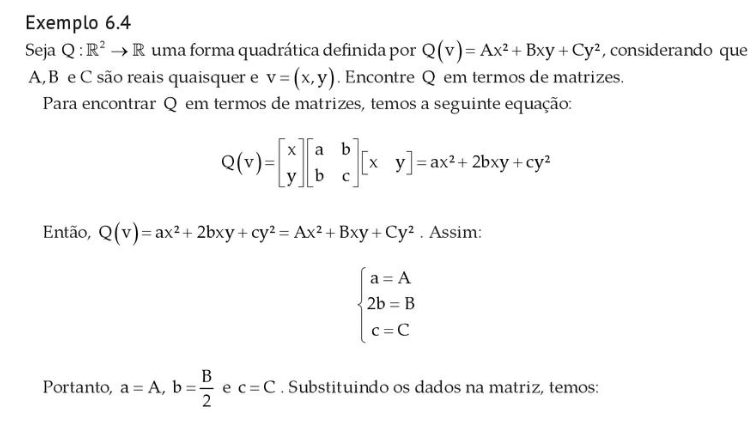 Exemplo 6.4
Seja Q : ℝ² → ℝ uma forma quadrática definida por Q(v) = Ax² + Bxy + Cy², considerando que
A, B e C são reais quaisquer e v = (x, y). Encontre Q em termos de matrizes.
Para encontrar Q em termos de matrizes, temos a seguinte equação:
Q(v) = [x y] [a b b c] [x y] = ax² + 2bxy + cy²
Então, Q(v) = ax² + 2bxy + cy² = Ax² + Bxy + Cy² . Assim:
a = A
2b = B
c = C
Portanto, a = A, b = B/2 e c = C . Substituindo os dados na matriz, temos: